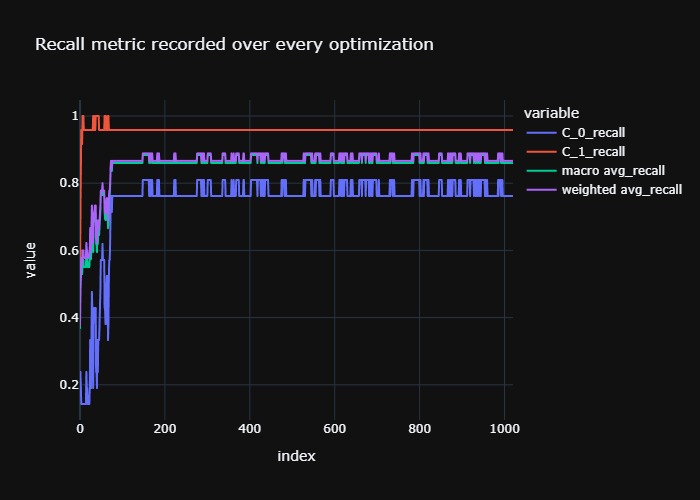 Recall metric recorded over every optimization
variable
C_0_recall
C_1_recall
macro avg_recall
weighted avg_recall
1
0.8
0.6
0.4
0.2
value
0
200
400
600
800
1000
index